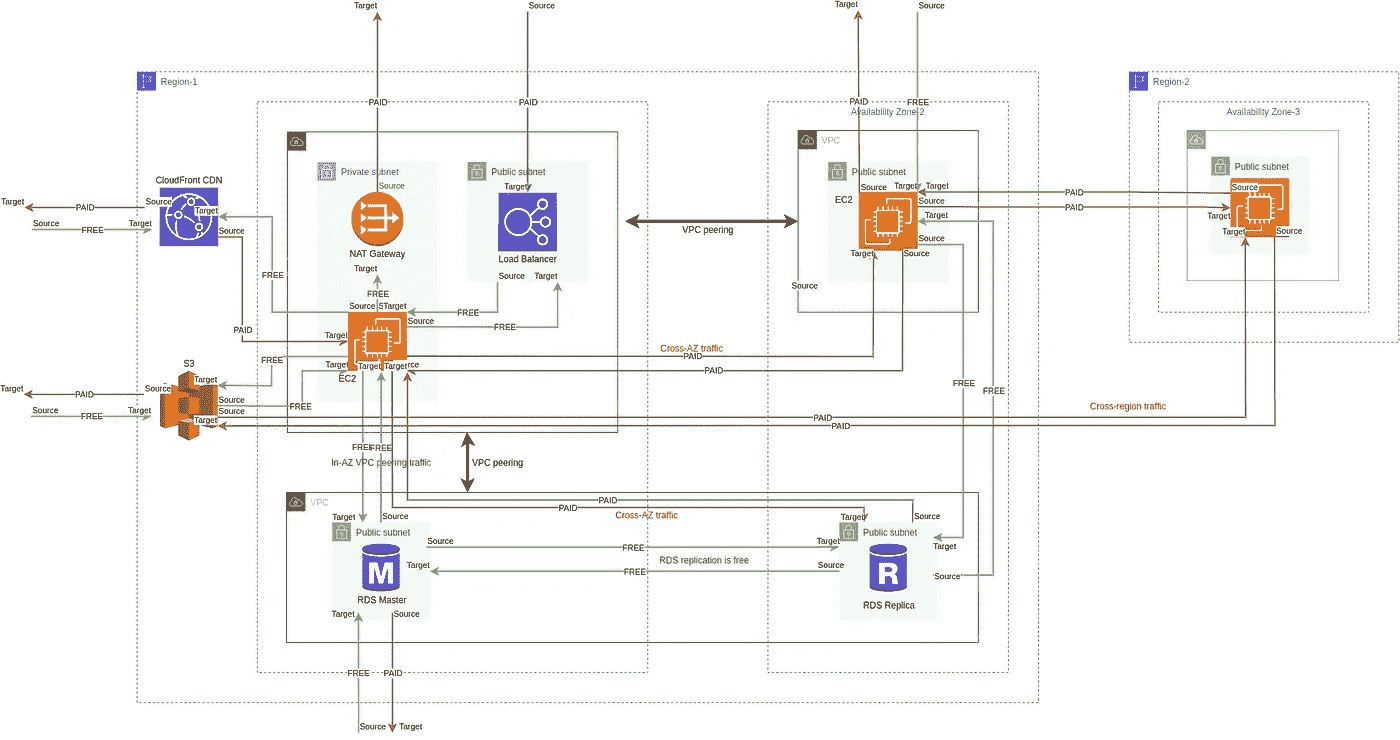 Target
Source
Target
Source
Region-1
Region-2
PAID
PAID
PAID
FREE
Availability Zone-2
Availability Zone-3
VPC
Private subnet
Public subnet
Public subnet
Public subnet
CloudFront CDN
Source
Target
Source
Target
Target
Source
EC2
Source
Target
PAID
PAID
Source
Target
Target
PAID
Source
Target
Source
FREE
Target
Source
Target
Source
NAT Gateway
Load Balancer
VPC peering
Source
Target
Source
Target
Source
Target
FREE
Source
Target
FREE
Source
Source
Target
FREE
Source
FREE
PAID
Target
Cross-AZ traffic
PAID
FREE
S3
Target
EC2
Target
Target
PAID
Target
PAID
Source
Source
FREE
Source
FREE
FREE
FREE
Source
Target
Target
PAID
PAID
Cross-region traffic
FREE
FREE
In-AZ VPC peering traffic
VPC peering
VPC
PAID
PAID
Cross-AZ traffic
Target
Source
Target
Source
Public subnet
Public subnet
Source
FREE
Target
Target
RDS replication is free
Target
FREE
Source
Source
RDS Master
RDS Replica
Target
Source
FREE
PAID
Source
Target